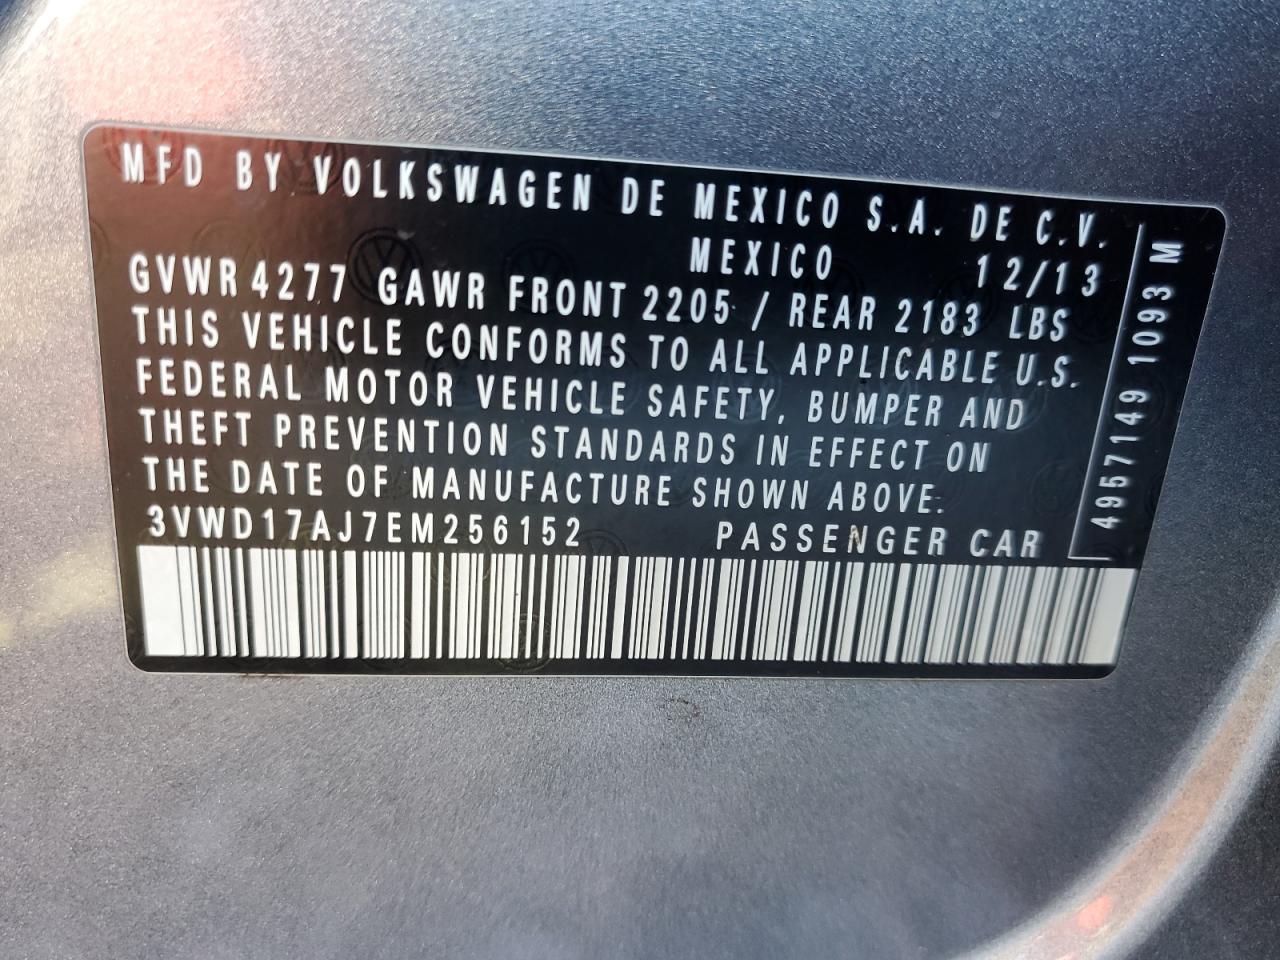 MFD BY VOLKSWAGEN DE MEXICO S.A. DE C.V.
MEXICO 12/13
GVWR 4277 GAWR FRONT 2205 / REAR 2183 LBS
THIS VEHICLE CONFORMS TO ALL APPLICABLE U.S.
FEDERAL MOTOR VEHICLE SAFETY, BUMPER AND
THEFT PREVENTION STANDARDS IN EFFECT ON
THE DATE OF MANUFACTURE SHOWN ABOVE.
3VWD17AJ7EM256152 PASSENGER CAR
4957149 1093 M